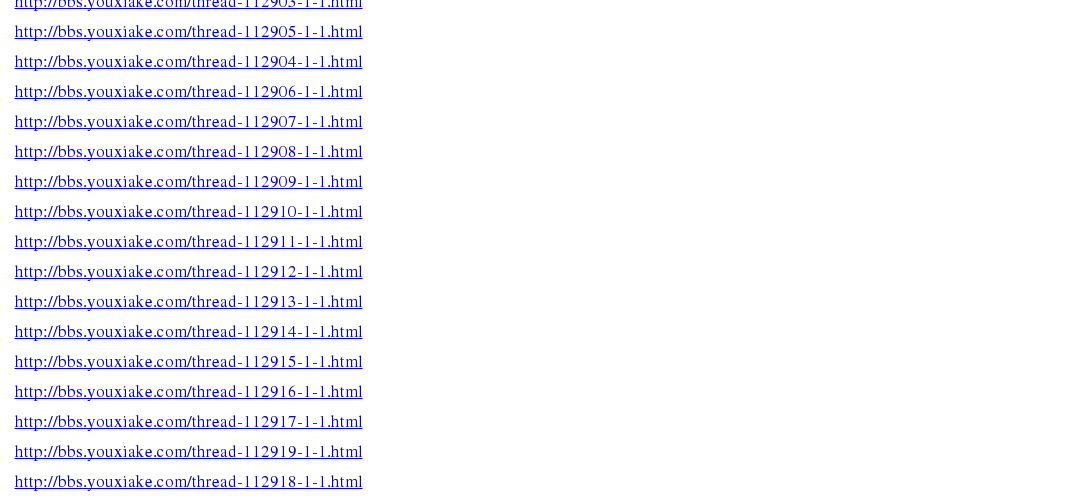 http://bbs.youxiake.com/thread-112903-1-1.html
http://bbs.youxiake.com/thread-112905-1-1.html
http://bbs.youxiake.com/thread-112904-1-1.html
http://bbs.youxiake.com/thread-112906-1-1.html
http://bbs.youxiake.com/thread-112907-1-1.html
http://bbs.youxiake.com/thread-112908-1-1.html
http://bbs.youxiake.com/thread-112909-1-1.html
http://bbs.youxiake.com/thread-112910-1-1.html
http://bbs.youxiake.com/thread-112911-1-1.html
http://bbs.youxiake.com/thread-112912-1-1.html
http://bbs.youxiake.com/thread-112913-1-1.html
http://bbs.youxiake.com/thread-112914-1-1.html
http://bbs.youxiake.com/thread-112915-1-1.html
http://bbs.youxiake.com/thread-112916-1-1.html
http://bbs.youxiake.com/thread-112917-1-1.html
http://bbs.youxiake.com/thread-112919-1-1.html
http://bbs.youxiake.com/thread-112918-1-1.html